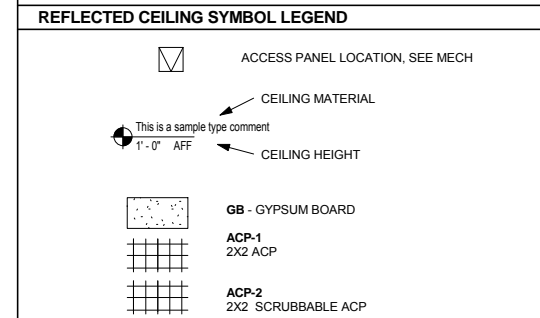 REFLECTED CEILING SYMBOL LEGEND
ACCESS PANEL LOCATION, SEE MECH
CEILING MATERIAL
This is a sample type comment
1' - 0" AFF
CEILING HEIGHT
GB - GYPSUM BOARD
ACP-1
2X2 ACP
ACP-2
2X2 SCRUBBABLE ACP